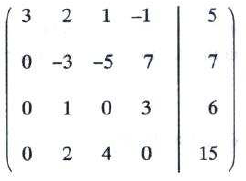 3 2 1 –1 | 5
0 –3 –5 7 | 7
0 1 0 3 | 6
0 2 4 0 | 15